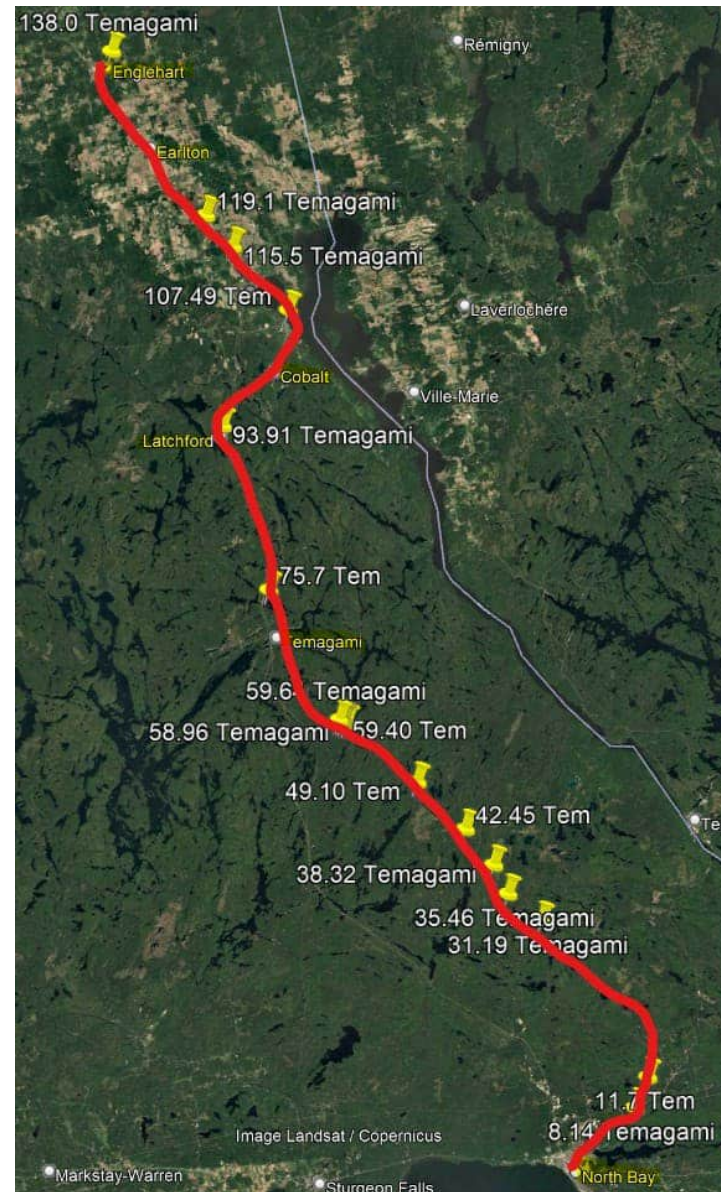 138.0 Temagami
Rémigny
Englehart
Earlton
119.1 Temagami
115.5 Temagami
107.49 Tem
Laverlochère
Cobalt
Ville-Marie
Latchford
93.91 Temagami
75.7 Tem
Temagami
59.64 Temagami
58.96 Temagami
59.40 Tem
49.10 Tem
42.45 Tem
Te
38.32 Temagami
35.46 Temagami
31.19 Temagami
11.7 Tem
8.14 Temagami
Image Landsat / Copernicus
Markstay-Warren
North Bay
Sturgeon Falls